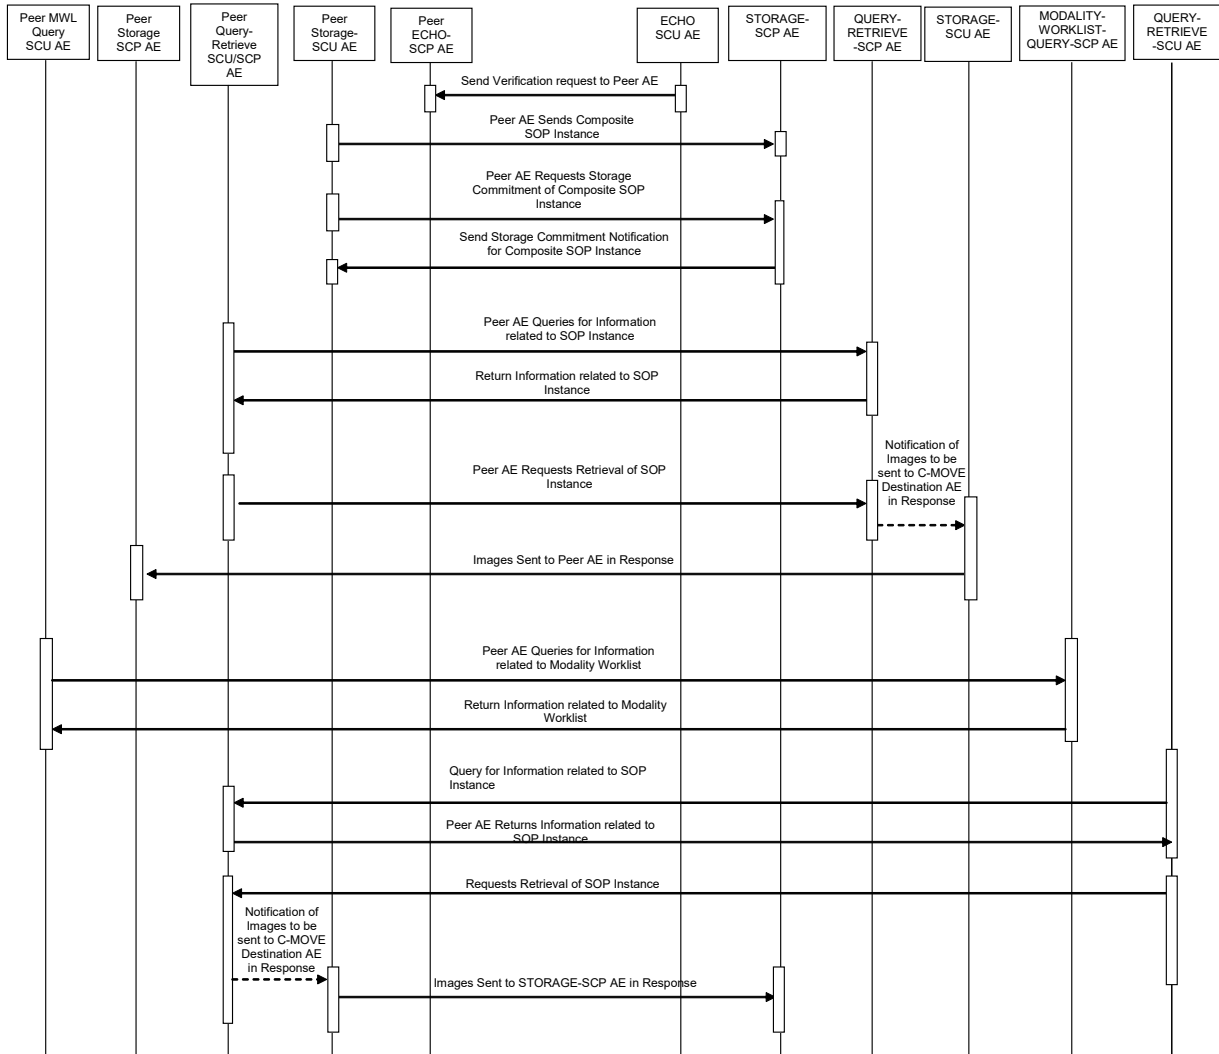 Peer MWL
Query
SCU AE
Peer
Storage
SCP AE
Peer
Query-
Retrieve
SCU/SCP
AE
Peer
Storage-
SCU AE
Peer
ECHO-
SCP AE
ECHO
SCU AE
STORAGE-
SCP AE
QUERY-
RETRIEVE
-SCP AE
STORAGE-
SCU AE
MODALITY-
WORKLIST-
QUERY-SCP AE
QUERY-
RETRIEVE
-SCU AE
Send Verification request to Peer AE
Peer AE Sends Composite
SOP Instance
Peer AE Requests Storage
Commitment of Composite SOP
Instance
Send Storage Commitment Notification
for Composite SOP Instance
Peer AE Queries for Information
related to SOP Instance
Return Information related to SOP
Instance
Notification of
Images to be
sent to C-MOVE
Destination AE
in Response
Peer AE Requests Retrieval of SOP
Instance
Images Sent to Peer AE in Response
Peer AE Queries for Information
related to Modality Worklist
Return Information related to Modality
Worklist
Query for Information related to SOP
Instance
Peer AE Returns Information related to
SOP Instance
Requests Retrieval of SOP Instance
Notification of
Images to be
sent to C-MOVE
Destination AE
in Response
Images Sent to STORAGE-SCP AE in Response